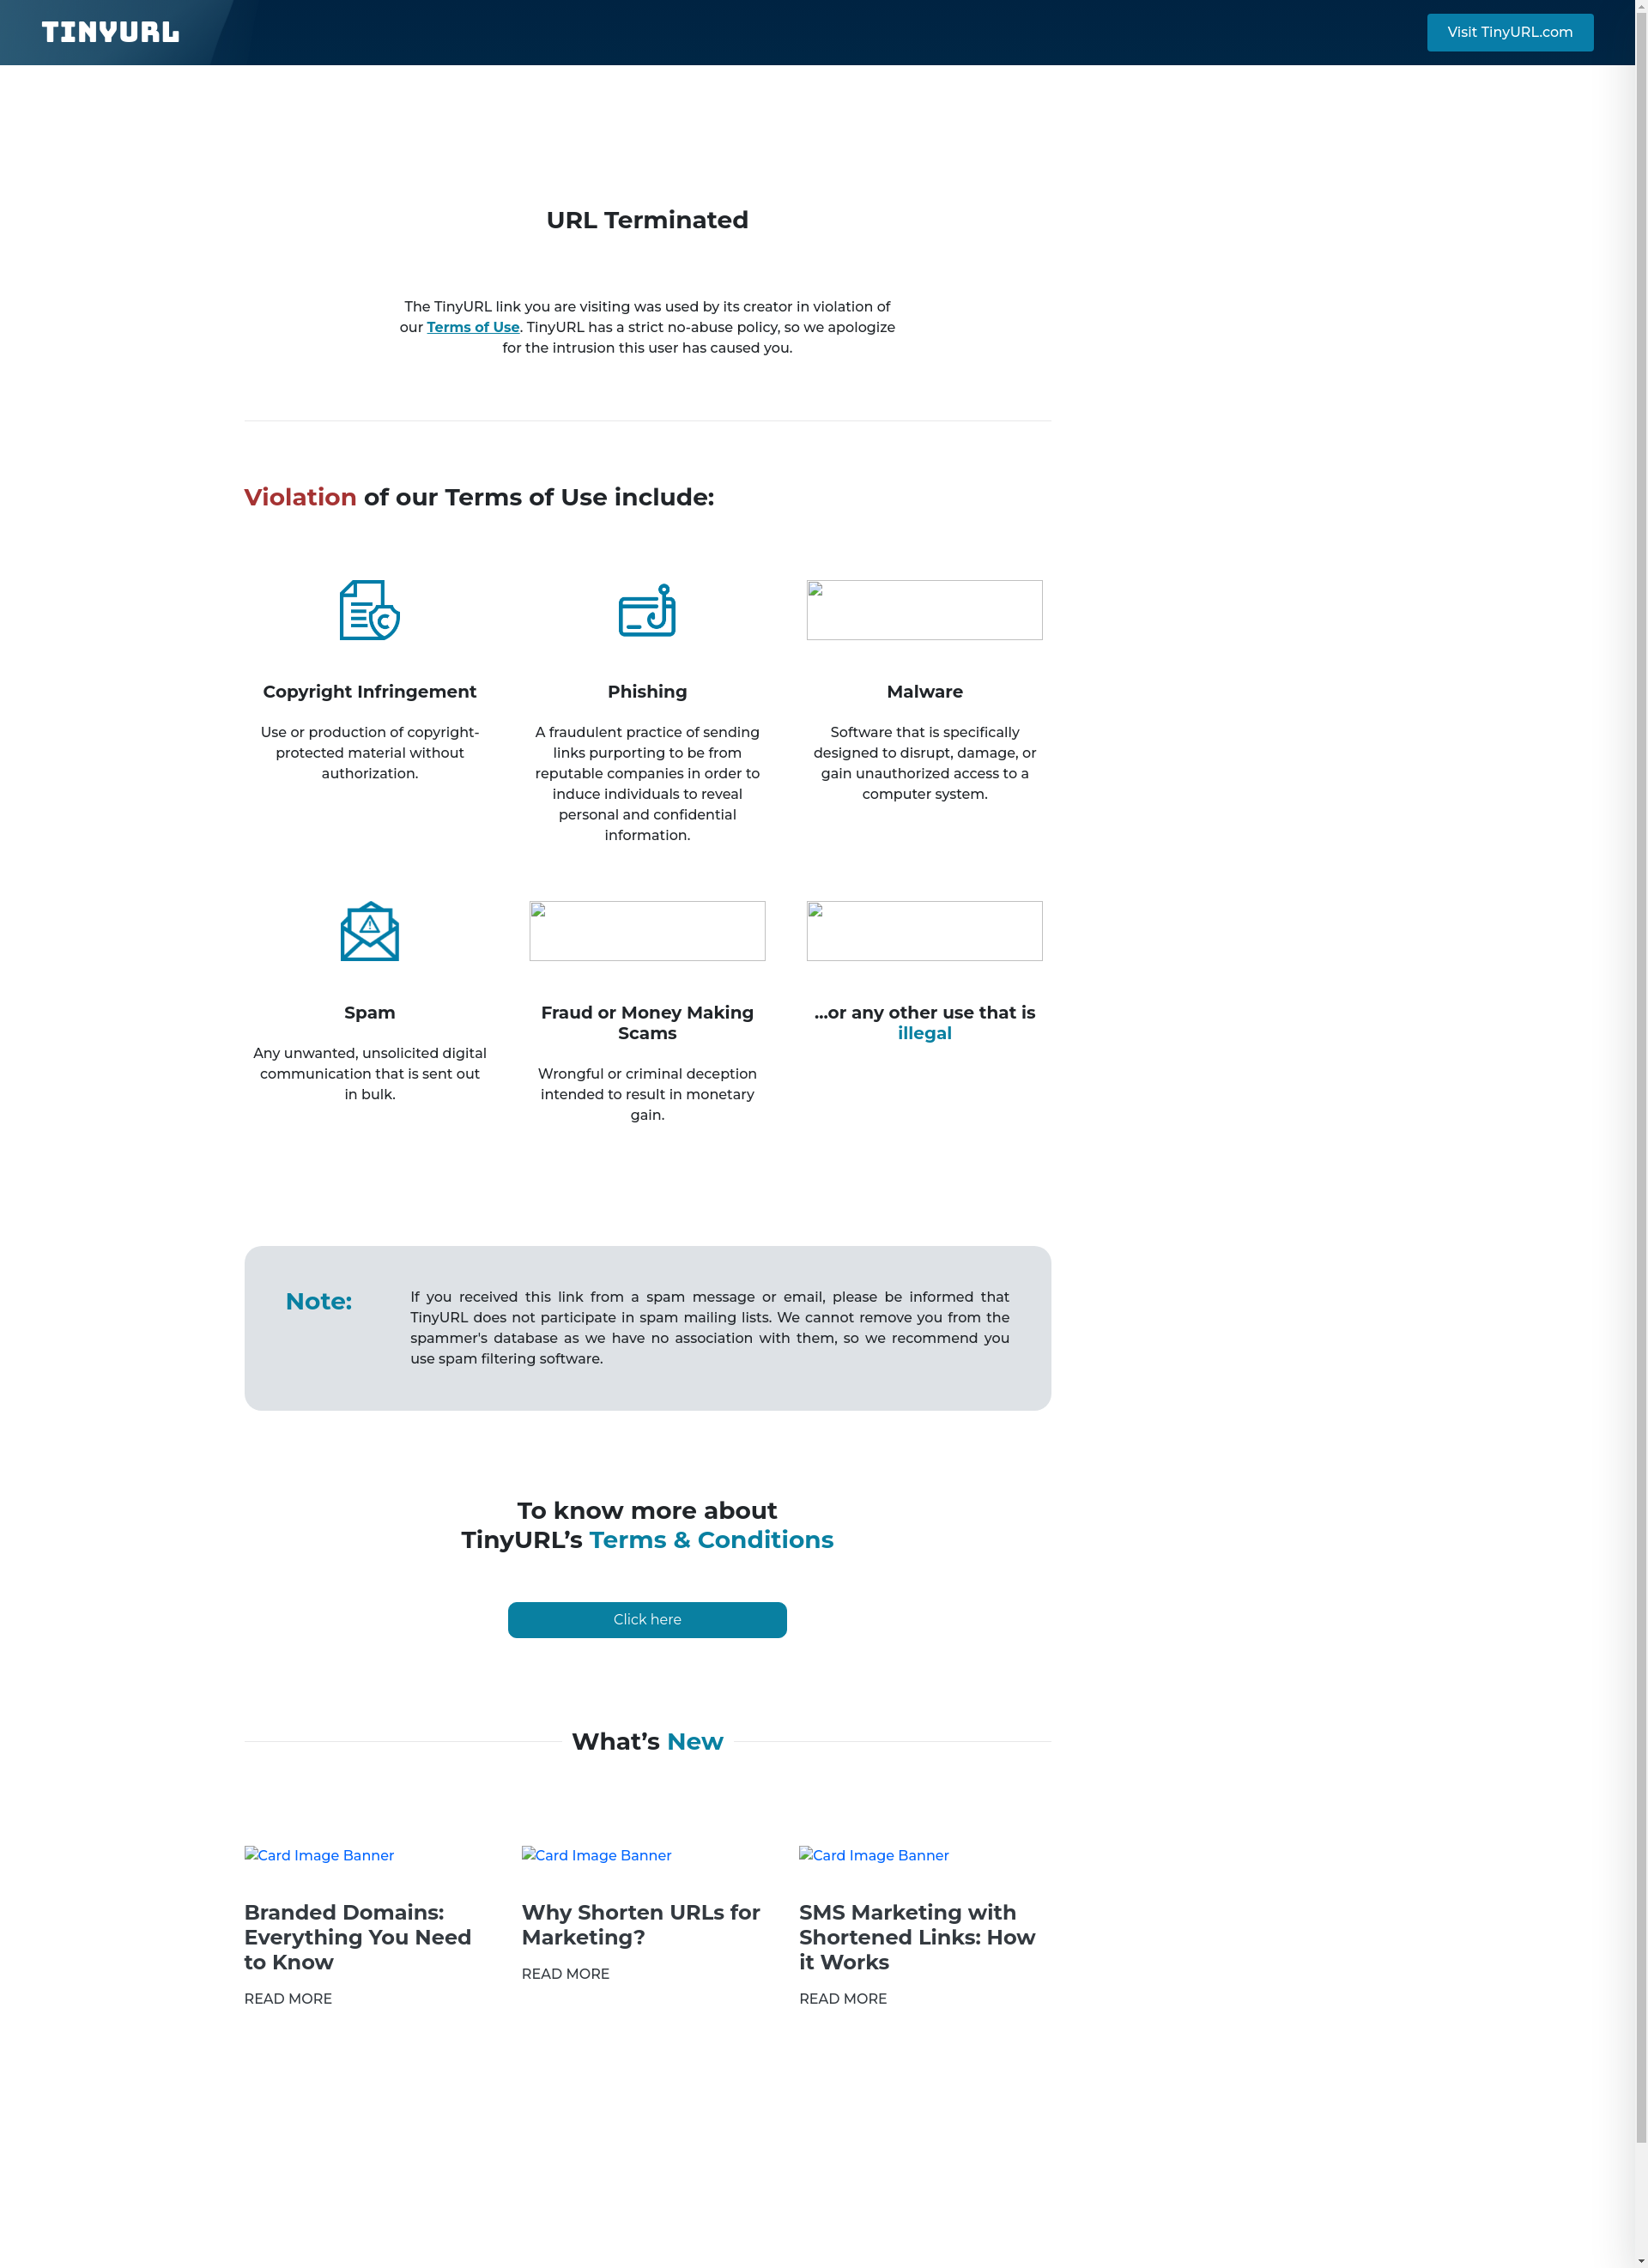 TINYURL
Visit TinyURL.com
URL Terminated
The TinyURL link you are visiting was used by its creator in violation of
our Terms of Use. TinyURL has a strict no-abuse policy, so we apologize
for the intrusion this user has caused you.
Violation of our Terms of Use include:
Copyright Infringement
Use or production of copyright-
protected material without
authorization.
Phishing
A fraudulent practice of sending
links purporting to be from
reputable companies in order to
induce individuals to reveal
personal and confidential
information.
Malware
Software that is specifically
designed to disrupt, damage, or
gain unauthorized access to a
computer system.
Spam
Any unwanted, unsolicited digital
communication that is sent out
in bulk.
Fraud or Money Making
Scams
Wrongful or criminal deception
intended to result in monetary
gain.
...or any other use that is
illegal
Note:
If you received this link from a spam message or email, please be informed that
TinyURL does not participate in spam mailing lists. We cannot remove you from the
spammer's database as we have no association with them, so we recommend you
use spam filtering software.
To know more about
TinyURL’s Terms & Conditions
Click here
What’s New
Card Image Banner
Branded Domains:
Everything You Need
to Know
READ MORE
Card Image Banner
Why Shorten URLs for
Marketing?
READ MORE
Card Image Banner
SMS Marketing with
Shortened Links: How
it Works
READ MORE